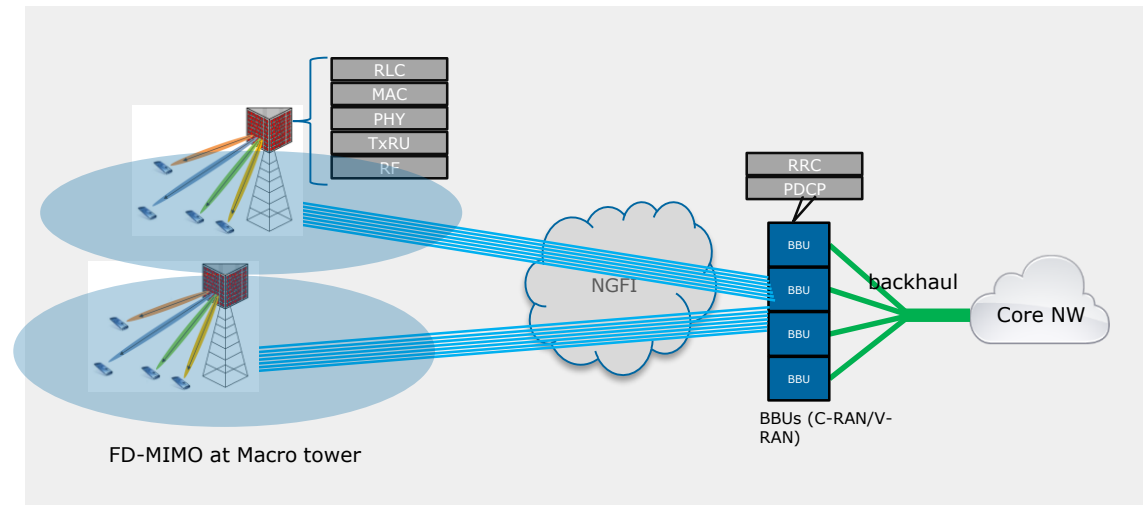 RLC
MAC
PHY
TxRU
RF
RRC
PDCP
BBU
BBU
BBU
BBU
NGFI
backhaul
Core NW
BBUs (C-RAN/V-
RAN)
FD-MIMO at Macro tower